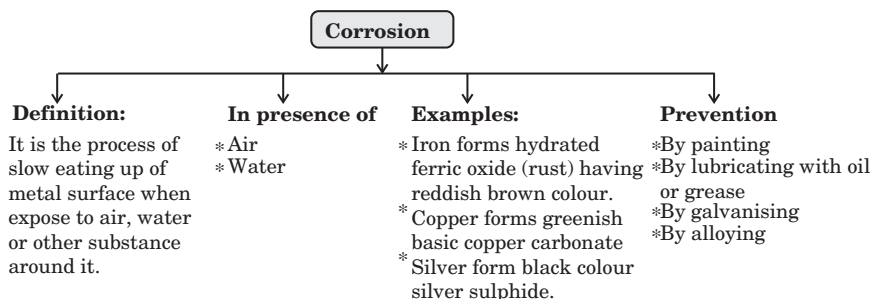 Corrosion
Definition:
It is the process of
slow eating up of
metal surface when
expose to air, water
or other substance
around it.
In presence of
* Air
* Water
Examples:
* Iron forms hydrated
ferric oxide (rust) having
reddish brown colour.
* Copper forms greenish
basic copper carbonate
* Silver form black colour
silver sulphide.
Prevention
*By painting
*By lubricating with oil
or grease
*By galvanising
*By alloying